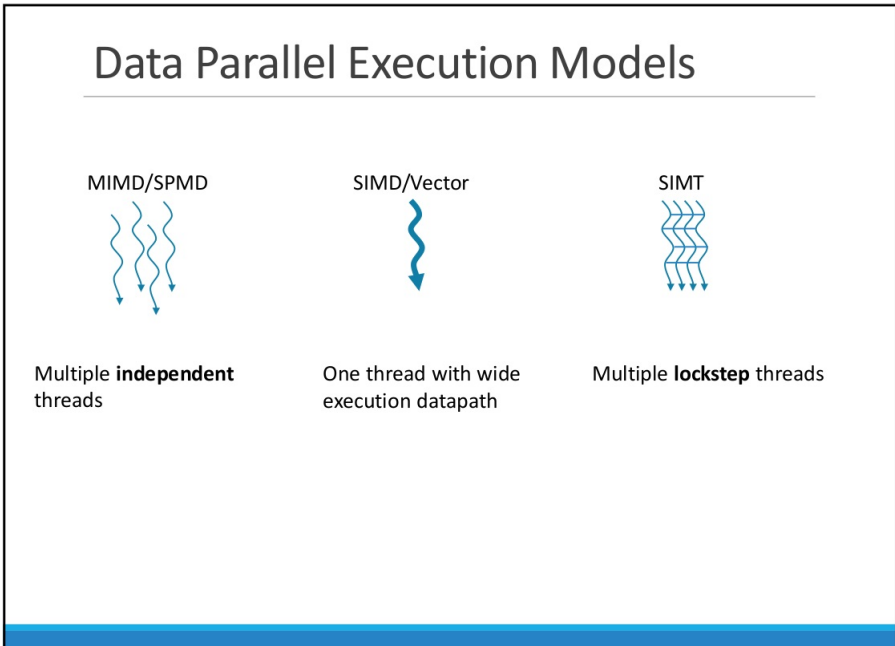 Data Parallel Execution Models
MIMD/SPMD
SIMD/Vector
SIMT
Multiple independent
threads
One thread with wide
execution datapath
Multiple lockstep threads